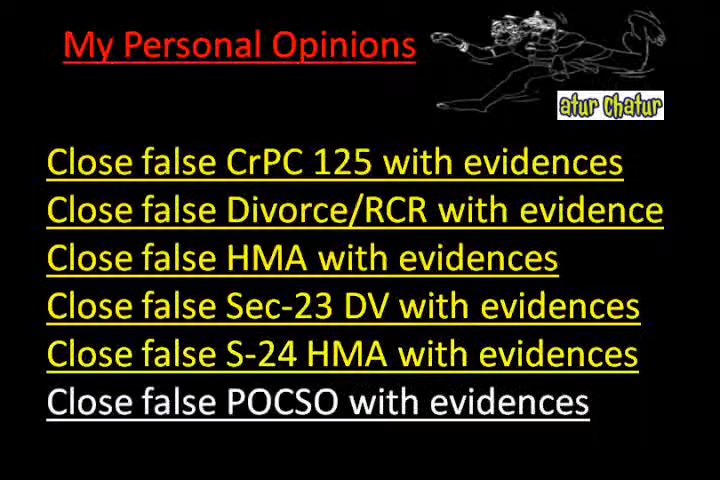 My Personal Opinions
atur chatur
Close false CrPC 125 with evidences
Close false Divorce/RCR with evidence
Close false HMA with evidences
Close false Sec-23 DV with evidences
Close false S-24 HMA with evidences
Close false POCSO with evidences